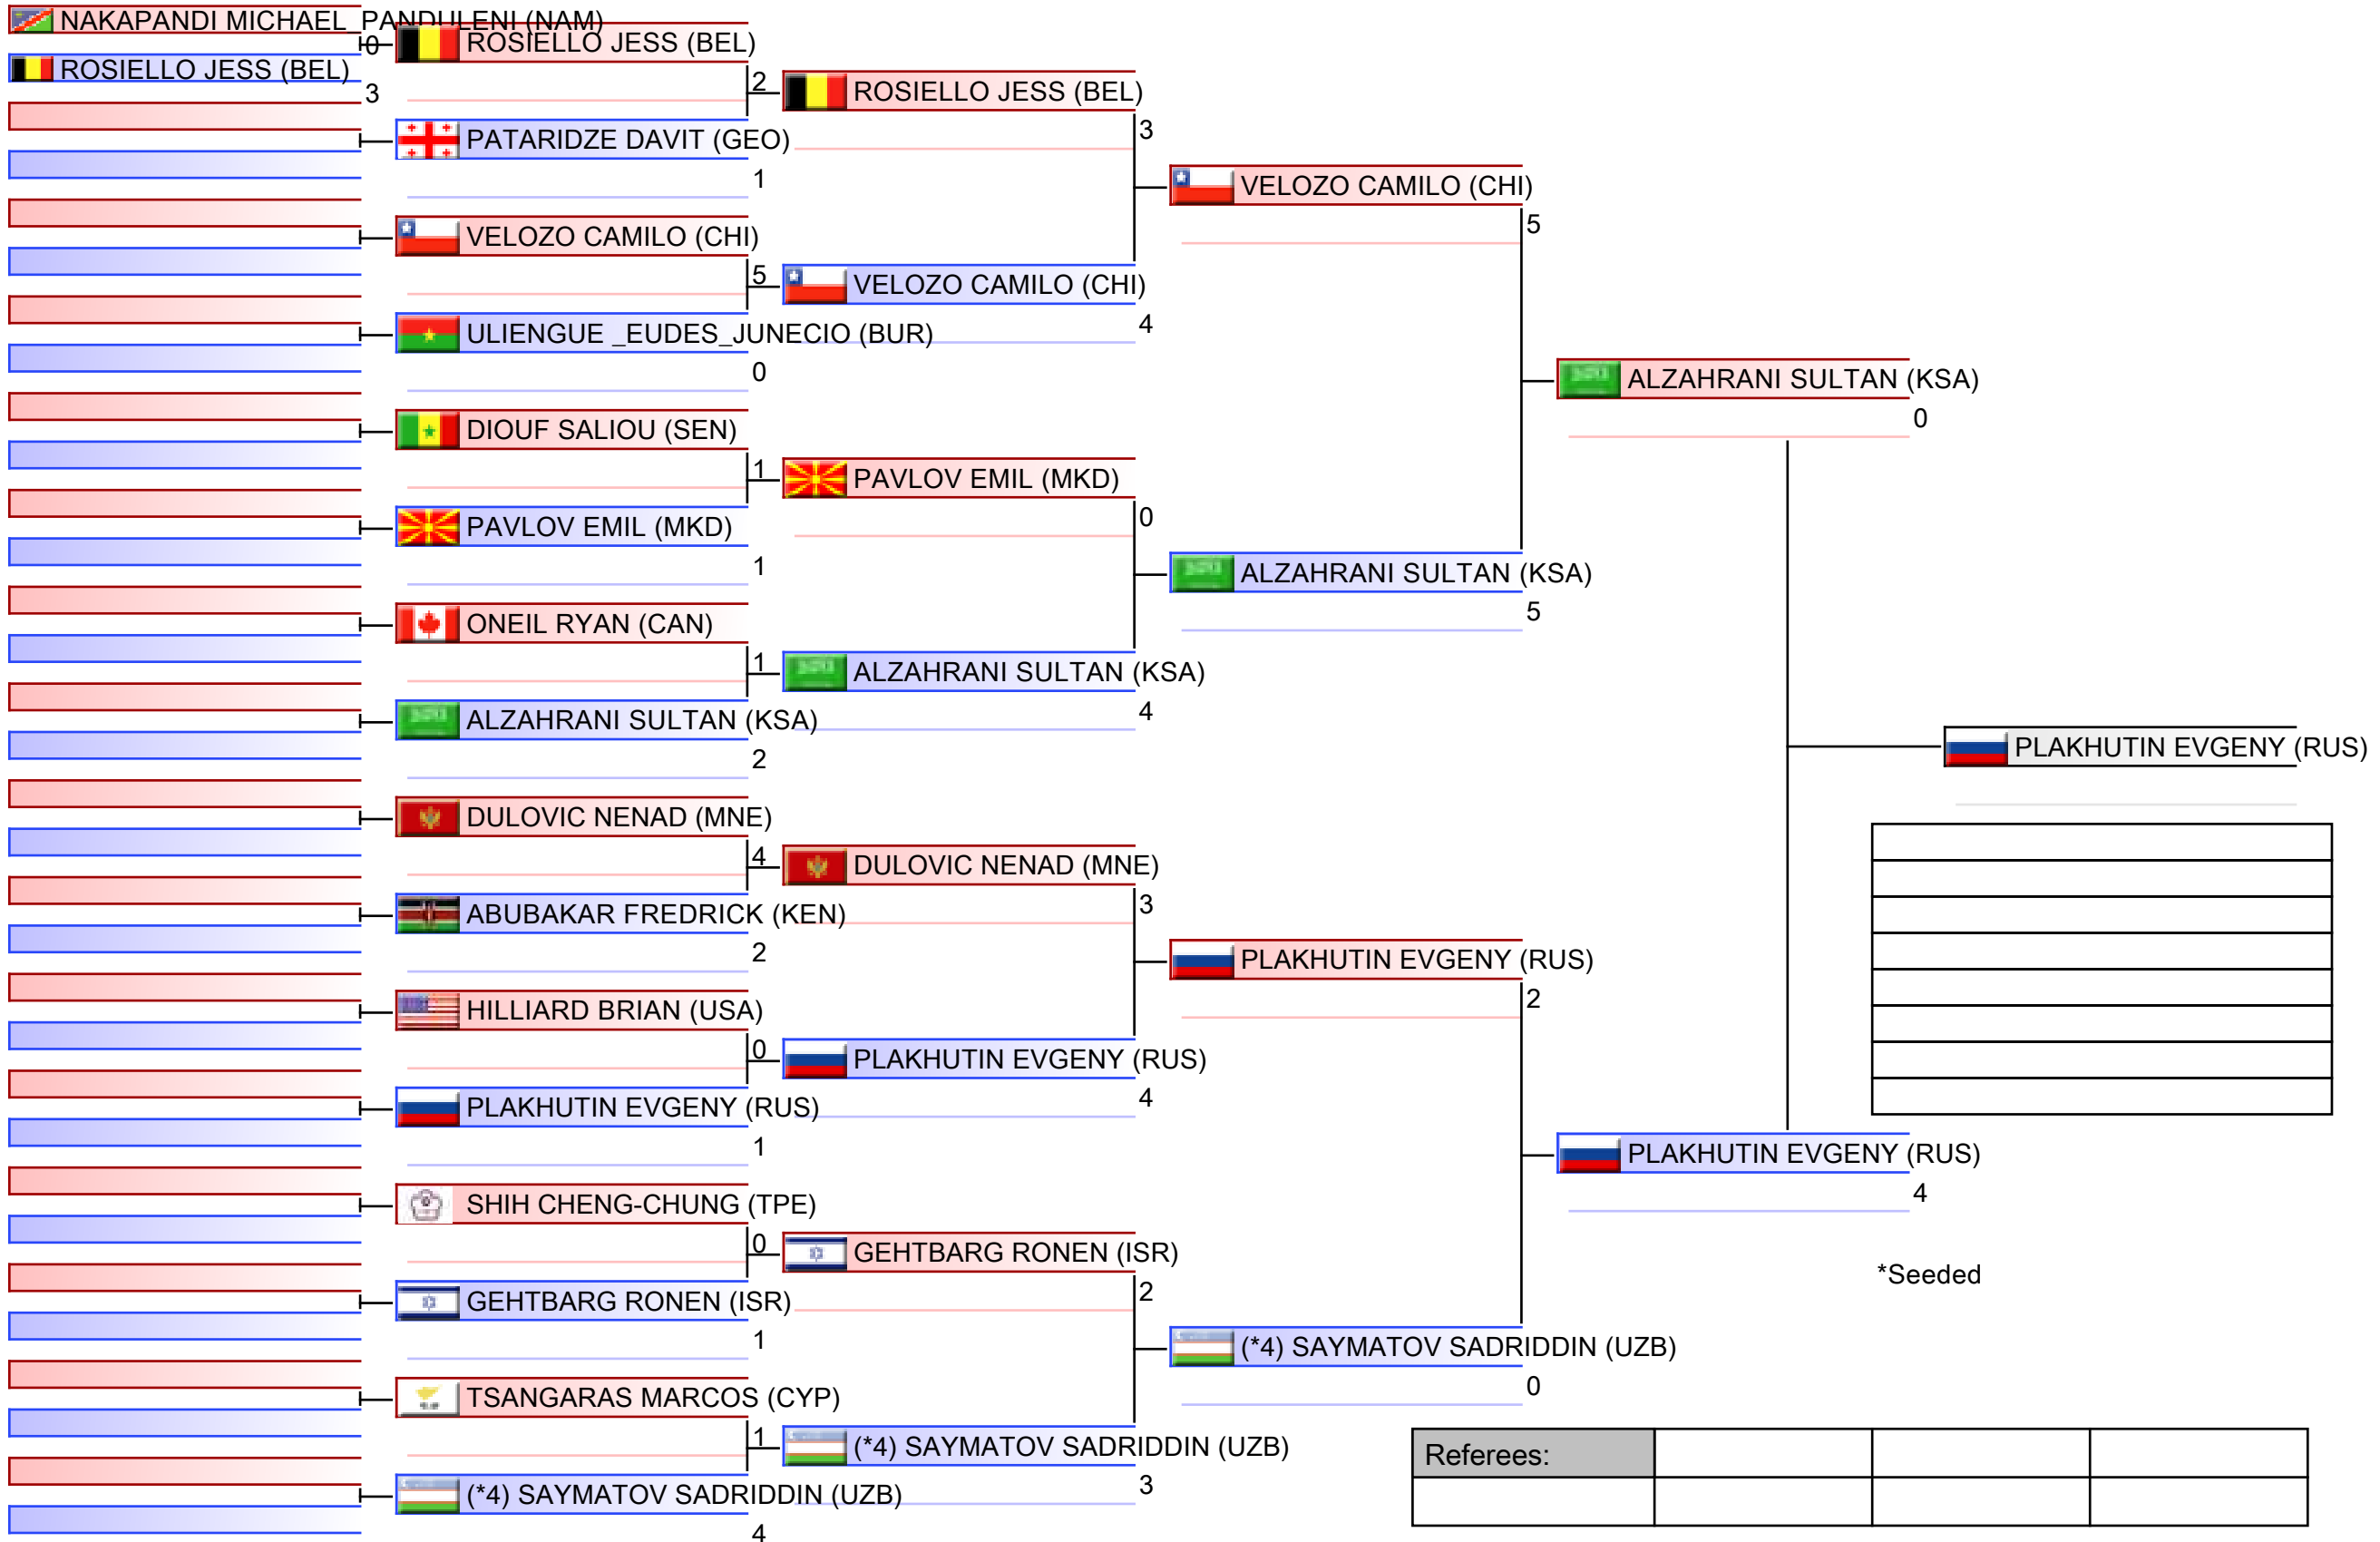 NAKAPANDI MICHAEL_PANDULENI (NAM)
0
ROSIELLO JESS (BEL)
3
ROSIELLO JESS (BEL)
2
PATARIDZE DAVIT (GEO)
1
VELOZO CAMILO (CHI)
5
ULIENGUE _EUDES_JUNECIO (BUR)
0
DIOUF SALIOU (SEN)
1
PAVLOV EMIL (MKD)
1
ONEIL RYAN (CAN)
1
ALZAHRANI SULTAN (KSA)
2
DULOVIC NENAD (MNE)
4
ABUBAKAR FREDRICK (KEN)
2
HILLIARD BRIAN (USA)
0
PLAKHUTIN EVGENY (RUS)
1
SHIH CHENG-CHUNG (TPE)
0
GEHTBARG RONEN (ISR)
1
TSANGARAS MARCOS (CYP)
1
(*4) SAYMATOV SADRIDDIN (UZB)
4
ROSIELLO JESS (BEL)
3
VELOZO CAMILO (CHI)
4
PAVLOV EMIL (MKD)
0
ALZAHRANI SULTAN (KSA)
4
DULOVIC NENAD (MNE)
3
PLAKHUTIN EVGENY (RUS)
4
GEHTBARG RONEN (ISR)
2
(*4) SAYMATOV SADRIDDIN (UZB)
3
VELOZO CAMILO (CHI)
5
ALZAHRANI SULTAN (KSA)
5
PLAKHUTIN EVGENY (RUS)
2
(*4) SAYMATOV SADRIDDIN (UZB)
0
ALZAHRANI SULTAN (KSA)
0
PLAKHUTIN EVGENY (RUS)
4
PLAKHUTIN EVGENY (RUS)
*Seeded
Referees: